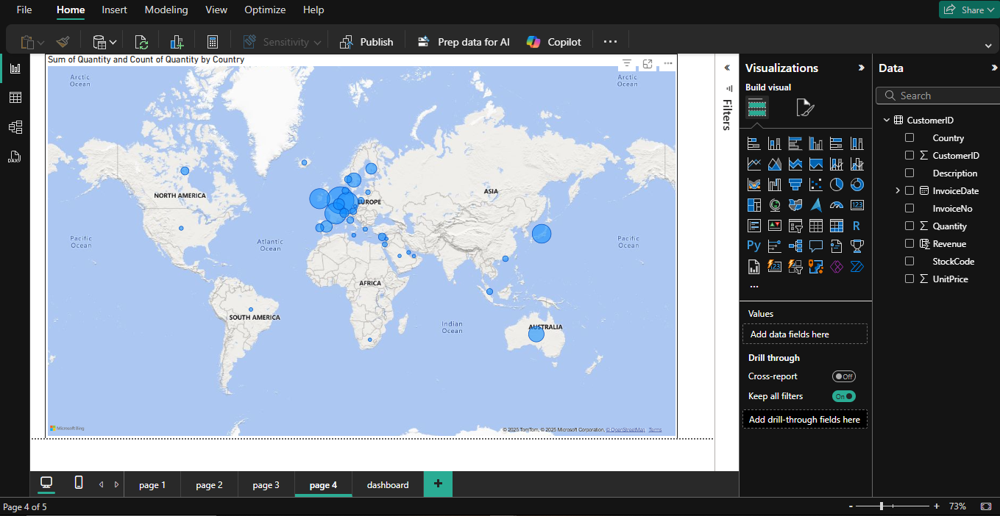 File Home Insert Modeling View Optimize Help Share
Sensitivity Publish Prep data for AI Copilot
Sum of Quantity and Count of Quantity by Country
Arctic
Ocean
Arctic
Ocean
NORTH AMERICA
EUROPE
ASIA
Pacific
Ocean
Atlantic
Ocean
Pacific
Ocean
AFRICA
SOUTH AMERICA
Indian
Ocean
AUSTRALIA
Microsoft Bing
© 2025 TomTom, © 2025 Microsoft Corporation, © OpenStreetMap Terms
Filters
Visualizations
Build visual
123
R
Py
123
Values
Add data fields here
Drill through
Cross-report Off
Keep all filters On
Add drill-through fields here
Data
Search
CustomerID
Country
CustomerID
Description
InvoiceDate
InvoiceNo
Quantity
Revenue
StockCode
UnitPrice
DAX
page 1 page 2 page 3 page 4 dashboard +
Page 4 of 5
- + 73%